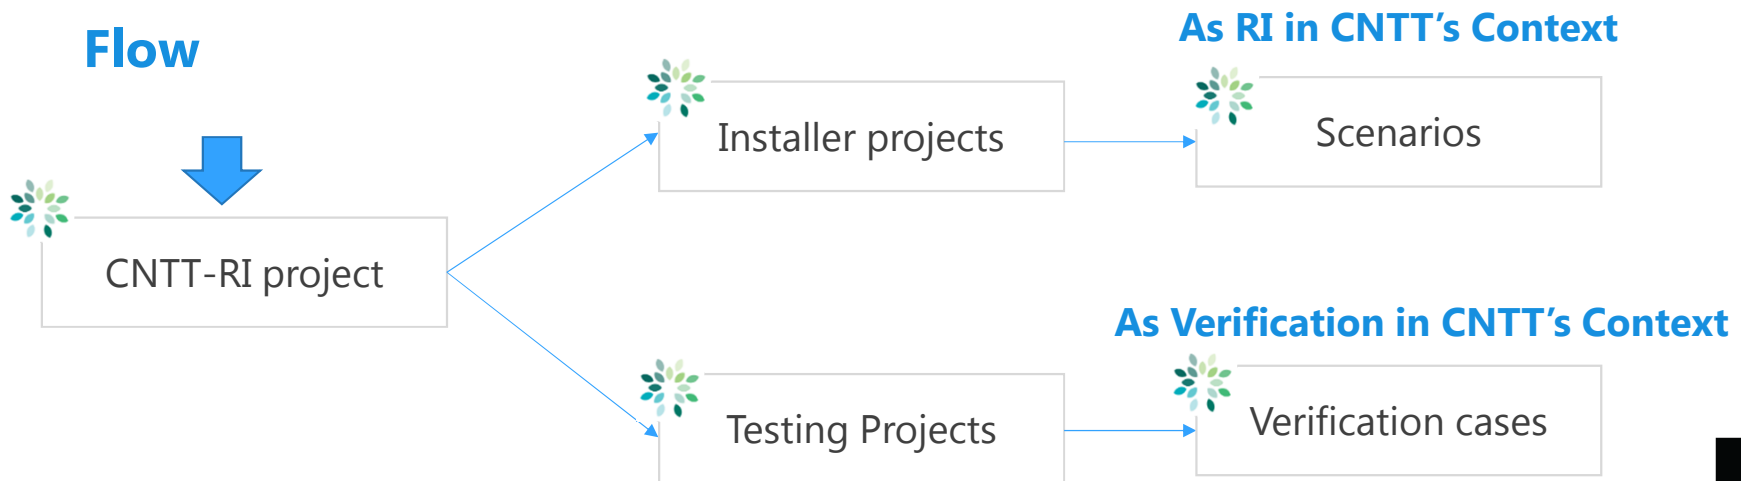 Flow
As RI in CNTT’s Context
Installer projects
Scenarios
CNTT-RI project
As Verification in CNTT’s Context
Testing Projects
Verification cases